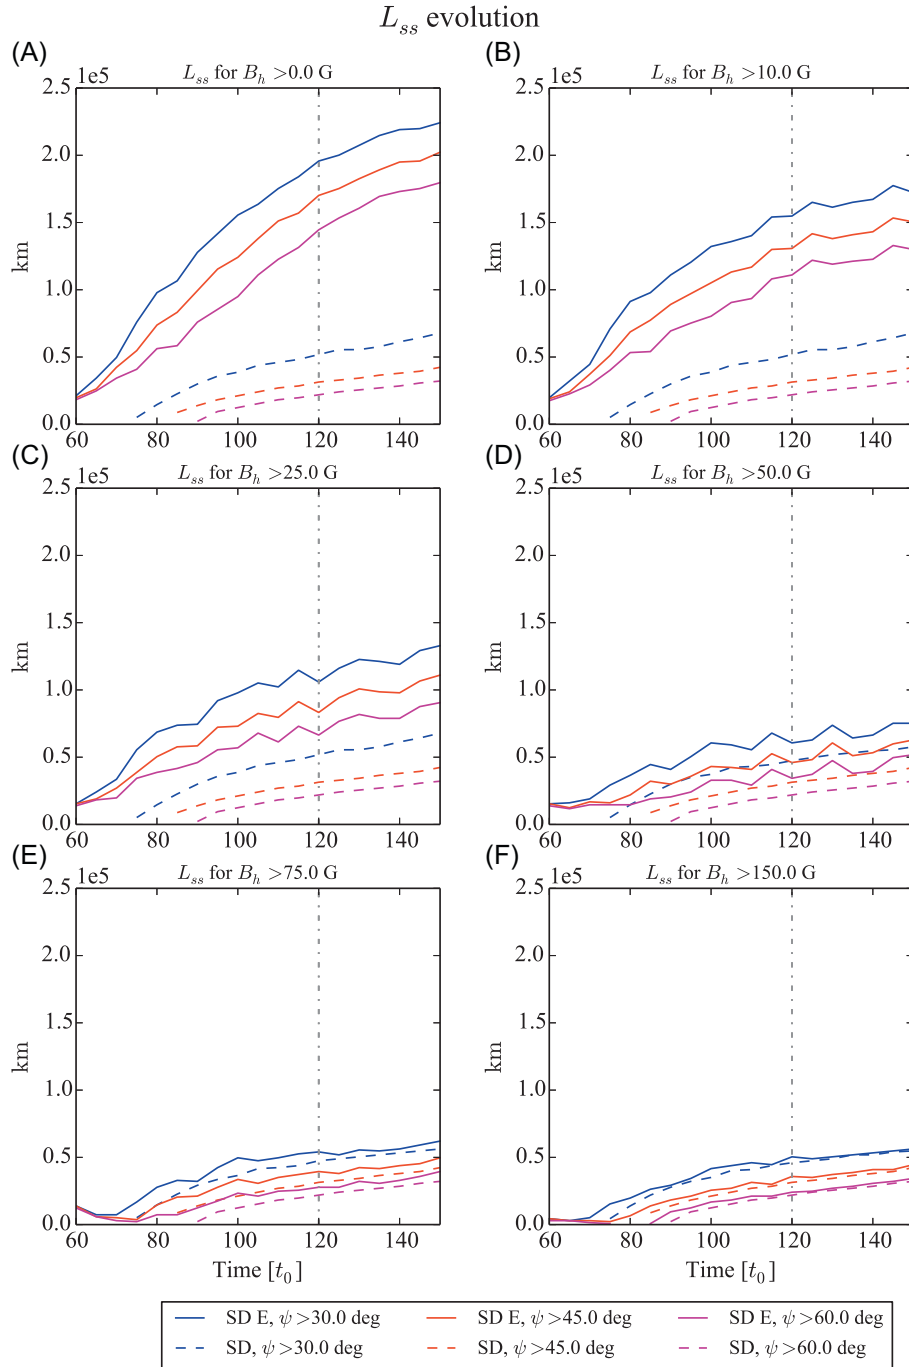 L_ss evolution
(A)
L_ss for B_h >0.0 G
1e5
2.5
2.0
1.5
1.0
0.5
0.0
km
60 80 100 120 140
(B)
L_ss for B_h >10.0 G
1e5
2.5
2.0
1.5
1.0
0.5
0.0
km
60 80 100 120 140
(C)
L_ss for B_h >25.0 G
1e5
2.5
2.0
1.5
1.0
0.5
0.0
km
60 80 100 120 140
(D)
L_ss for B_h >50.0 G
1e5
2.5
2.0
1.5
1.0
0.5
0.0
km
60 80 100 120 140
(E)
L_ss for B_h >75.0 G
1e5
2.5
2.0
1.5
1.0
0.5
0.0
km
60 80 100 120 140
Time [t_0]
(F)
L_ss for B_h >150.0 G
1e5
2.5
2.0
1.5
1.0
0.5
0.0
km
60 80 100 120 140
Time [t_0]
SD E, ψ >30.0 deg SD E, ψ >45.0 deg SD E, ψ >60.0 deg
SD, ψ >30.0 deg SD, ψ >45.0 deg SD, ψ >60.0 deg